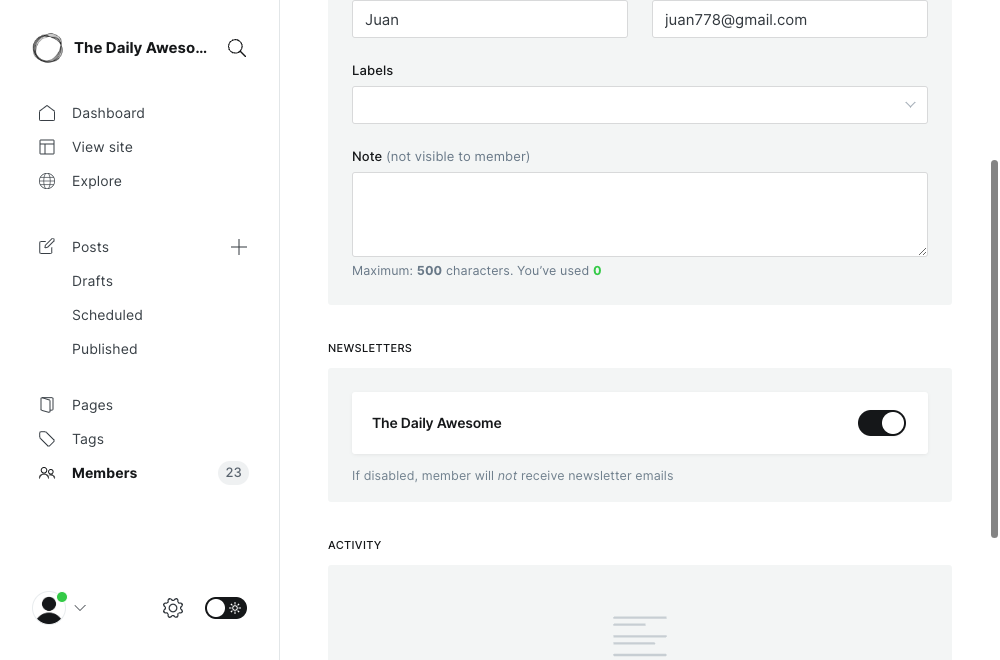 The Daily Aweso...
Dashboard
View site
Explore
Posts
Drafts
Scheduled
Published
Pages
Tags
Members
23
Juan
juan778@gmail.com
Labels
Note (not visible to member)
Maximum: 500 characters. You’ve used 0
NEWSLETTERS
The Daily Awesome
If disabled, member will not receive newsletter emails
ACTIVITY